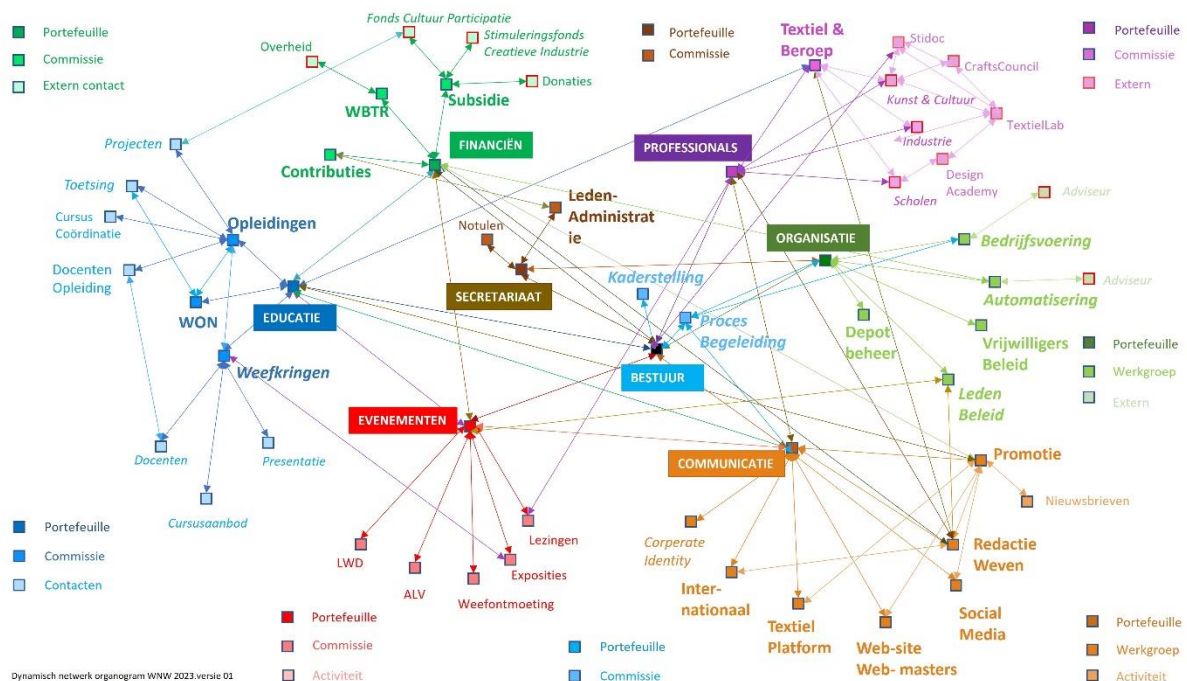 Portefeuille
Commissie
Extern contact
Fonds Cultuur Participatie
Overheid
Stimuleringsfonds
Creatieve Industrie
Donaties
WBTR
Subsidie
FINANCIËN
Contributies
Portefeuille
Commissie
Leden-
Administrat
ie
Notulen
SECRETARIAAT
Textiel &
Beroep
Stidoc
CraftsCouncil
Kunst & Cultuur
TextielLab
Industrie
Design
Academy
Scholen
PROFESSIONALS
Portefeuille
Commissie
Extern
Projecten
Toetsing
Cursus
Coördinatie
Docenten
Opleiding
Opleidingen
WON
EDUCATIE
Weefkringen
Docenten
Presentatie
Cursusaanbod
Portefeuille
Commissie
Contacten
Kaderstelling
Proces
Begeleiding
BESTUUR
ORGANISATIE
Adviseur
Bedrijfsvoering
Adviseur
Automatisering
Depot
beheer
Vrijwilligers
Beleid
Leden
Beleid
Portefeuille
Werkgroep
Extern
EVENEMENTEN
LWD
ALV
Weefontmoeting
Exposities
Lezingen
Portefeuille
Commissie
Activiteit
Portefeuille
Commissie
COMMUNICATIE
Promotie
Nieuwsbrieven
Corperate
Identity
Redactie
Weven
Inter-
nationaal
Textiel
Platform
Web-site
Web- masters
Social
Media
Portefeuille
Werkgroep
Activiteit
Dynamisch netwerk organogram WNW 2023.versie 01